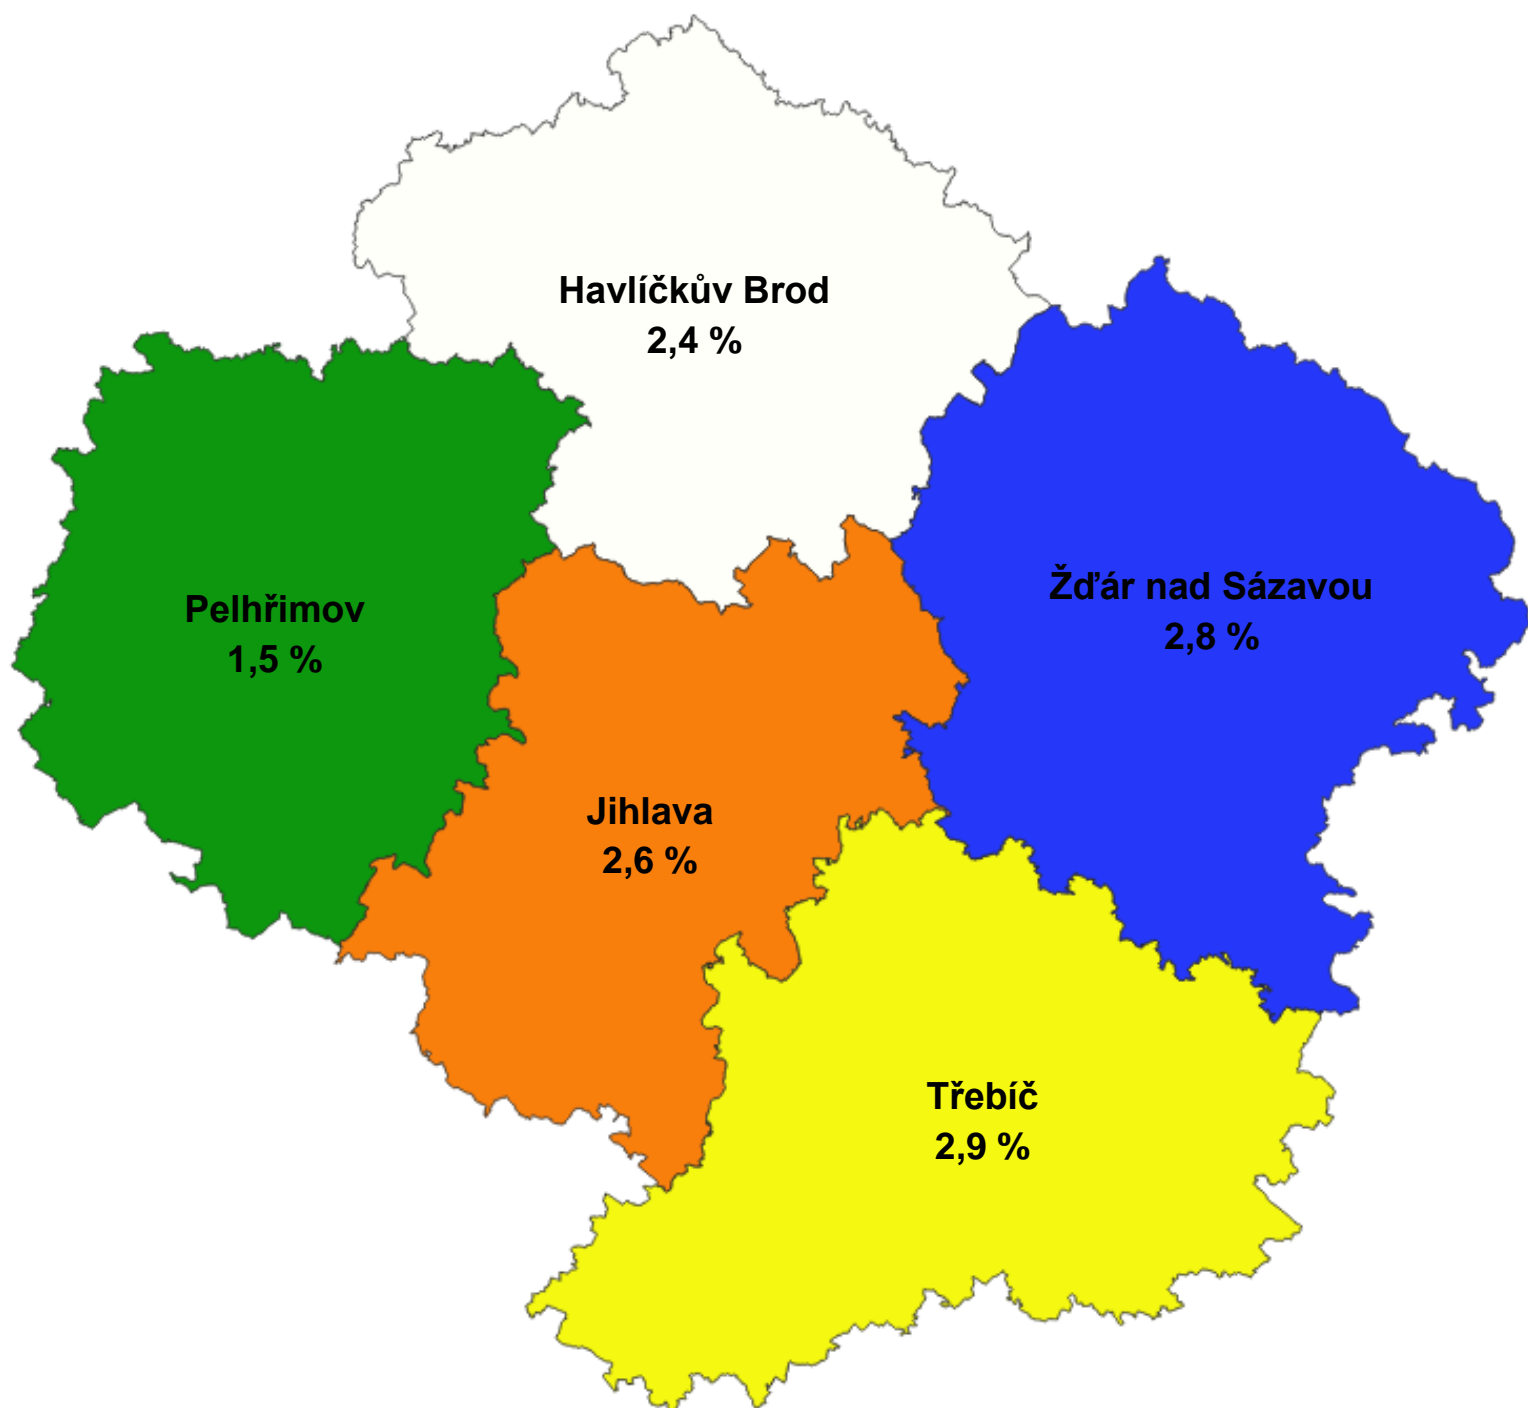 Havlíčkův Brod
2,4 %
Žďár nad Sázavou
2,8 %
Pelhřimov
1,5 %
Jihlava
2,6 %
Třebíč
2,9 %